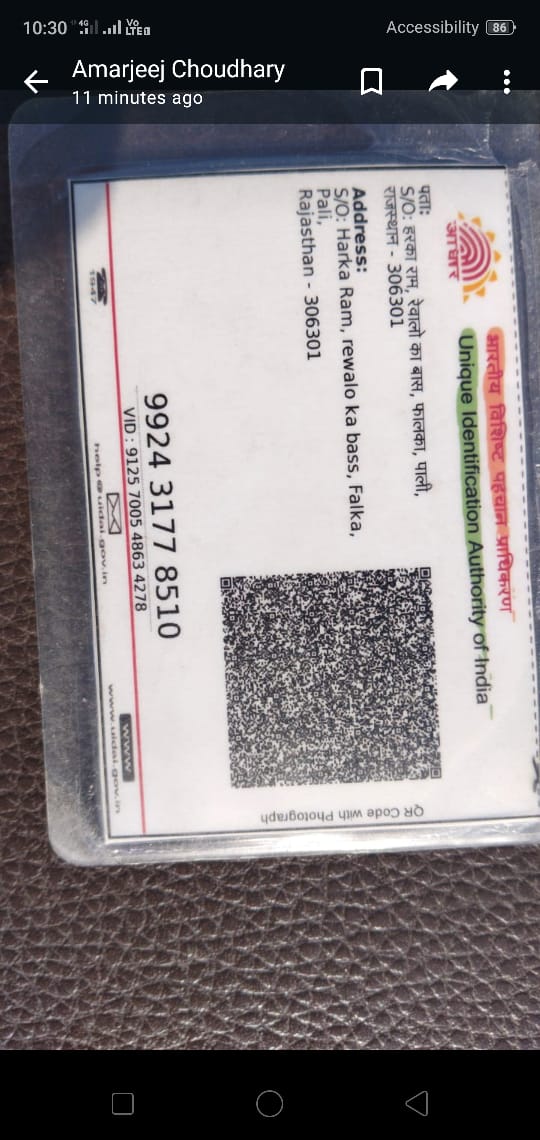 10:30 4G Vo LTE Accessibility 86
Amarjeej Choudhary
11 minutes ago
भारतीय विशिष्ट पहचान प्राधिकरण
Unique Identification Authority of India
आधार
पता:
S/O: हरका राम, रेवालो का बास, फालका, पाली,
राजस्थान - 306301
Address:
S/O: Harka Ram, rewalo ka bass, Falka,
Pali,
Rajasthan - 306301
QR Code with Photograph
9924 3177 8510
VID : 9125 7005 4863 4278
1947
help@uidai.gov.in
www
www.uidai.gov.in